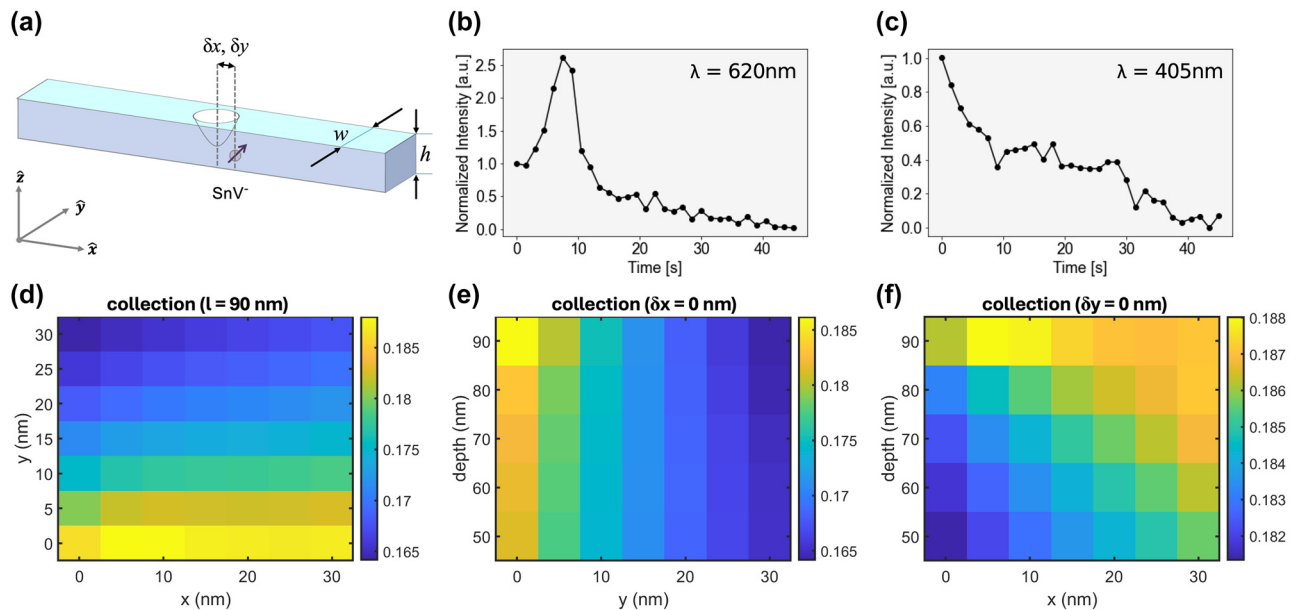 (a)
δx, δy
w
h
SnV-
ẑ
ŷ
x̂
(b)
Normalized Intensity [a.u.]
2.5
2.0
1.5
1.0
0.5
0.0
λ = 620nm
0 10 20 30 40
Time [s]
(c)
Normalized Intensity [a.u.]
1.0
0.8
0.6
0.4
0.2
0.0
λ = 405nm
0 10 20 30 40
Time [s]
(d)
collection (l = 90 nm)
y (nm)
30
25
20
15
10
5
0
0 10 20 30
x (nm)
0.185
0.18
0.175
0.17
0.165
(e)
collection (δx = 0 nm)
depth (nm)
90
80
70
60
50
0 10 20 30
y (nm)
0.185
0.18
0.175
0.17
0.165
(f)
collection (δy = 0 nm)
depth (nm)
90
80
70
60
50
0 10 20 30
x (nm)
0.188
0.187
0.186
0.185
0.184
0.183
0.182